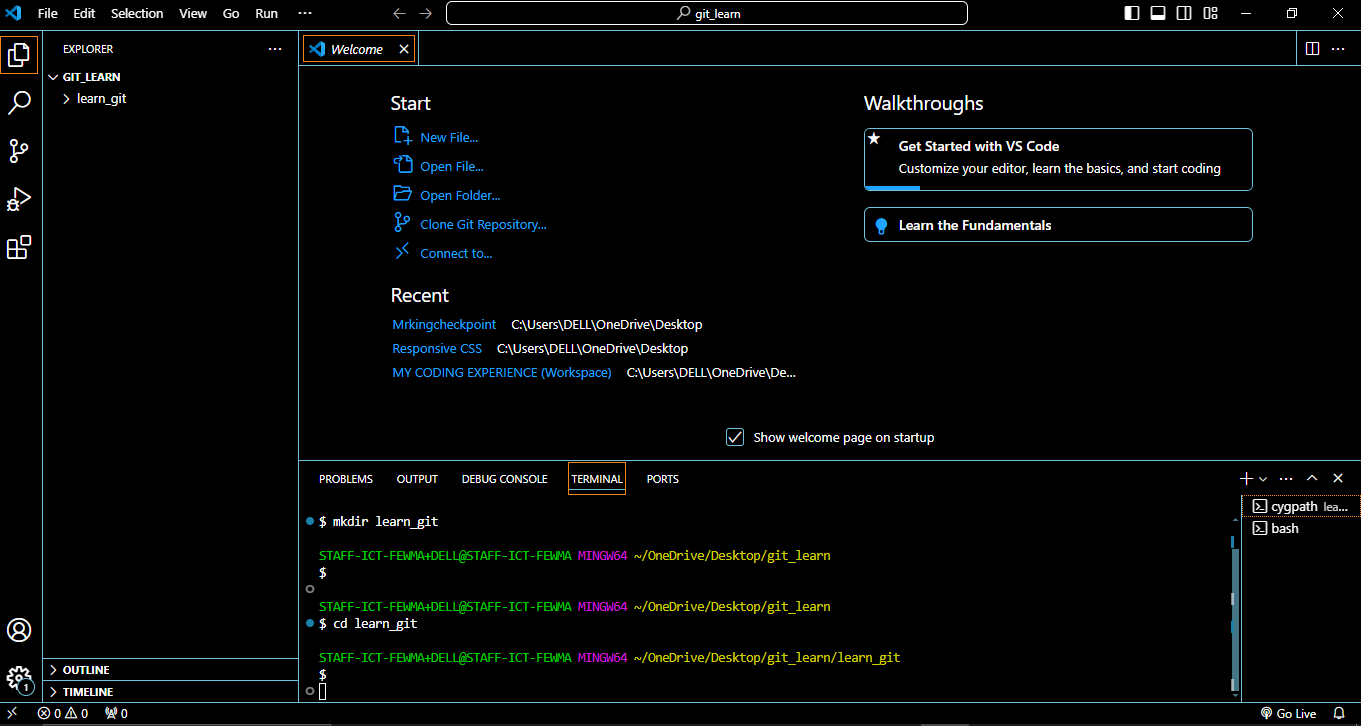 File Edit Selection View Go Run ···
git_learn
EXPLORER ···
GIT_LEARN
learn_git
OUTLINE
TIMELINE
Welcome
Start
New File...
Open File...
Open Folder...
Clone Git Repository...
Connect to...
Recent
Mrkingcheckpoint C:\Users\DELL\OneDrive\Desktop
Responsive CSS C:\Users\DELL\OneDrive\Desktop
MY CODING EXPERIENCE (Workspace) C:\Users\DELL\OneDrive\De...
Walkthroughs
Get Started with VS Code
Customize your editor, learn the basics, and start coding
Learn the Fundamentals
Show welcome page on startup
PROBLEMS OUTPUT DEBUG CONSOLE TERMINAL PORTS
$ mkdir learn_git
STAFF-ICT-FEWMA+DELL@STAFF-ICT-FEWMA MINGW64 ~/OneDrive/Desktop/git_learn
$
STAFF-ICT-FEWMA+DELL@STAFF-ICT-FEWMA MINGW64 ~/OneDrive/Desktop/git_learn
$ cd learn_git
STAFF-ICT-FEWMA+DELL@STAFF-ICT-FEWMA MINGW64 ~/OneDrive/Desktop/git_learn/learn_git
$
cygpath lea...
bash
1
0 0 0
Go Live